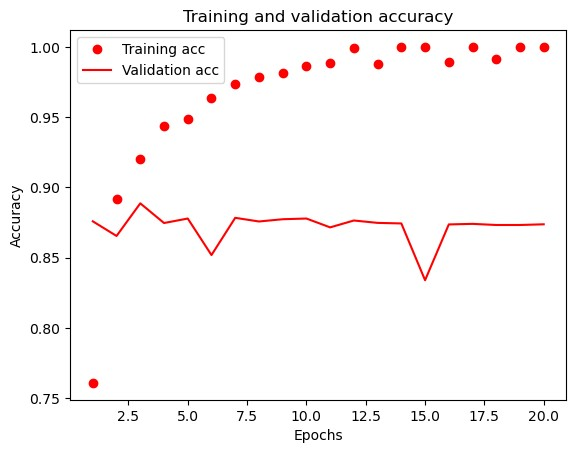 Training and validation accuracy
Training acc
Validation acc
Accuracy
1.00
0.95
0.90
0.85
0.80
0.75
2.5 5.0 7.5 10.0 12.5 15.0 17.5 20.0
Epochs